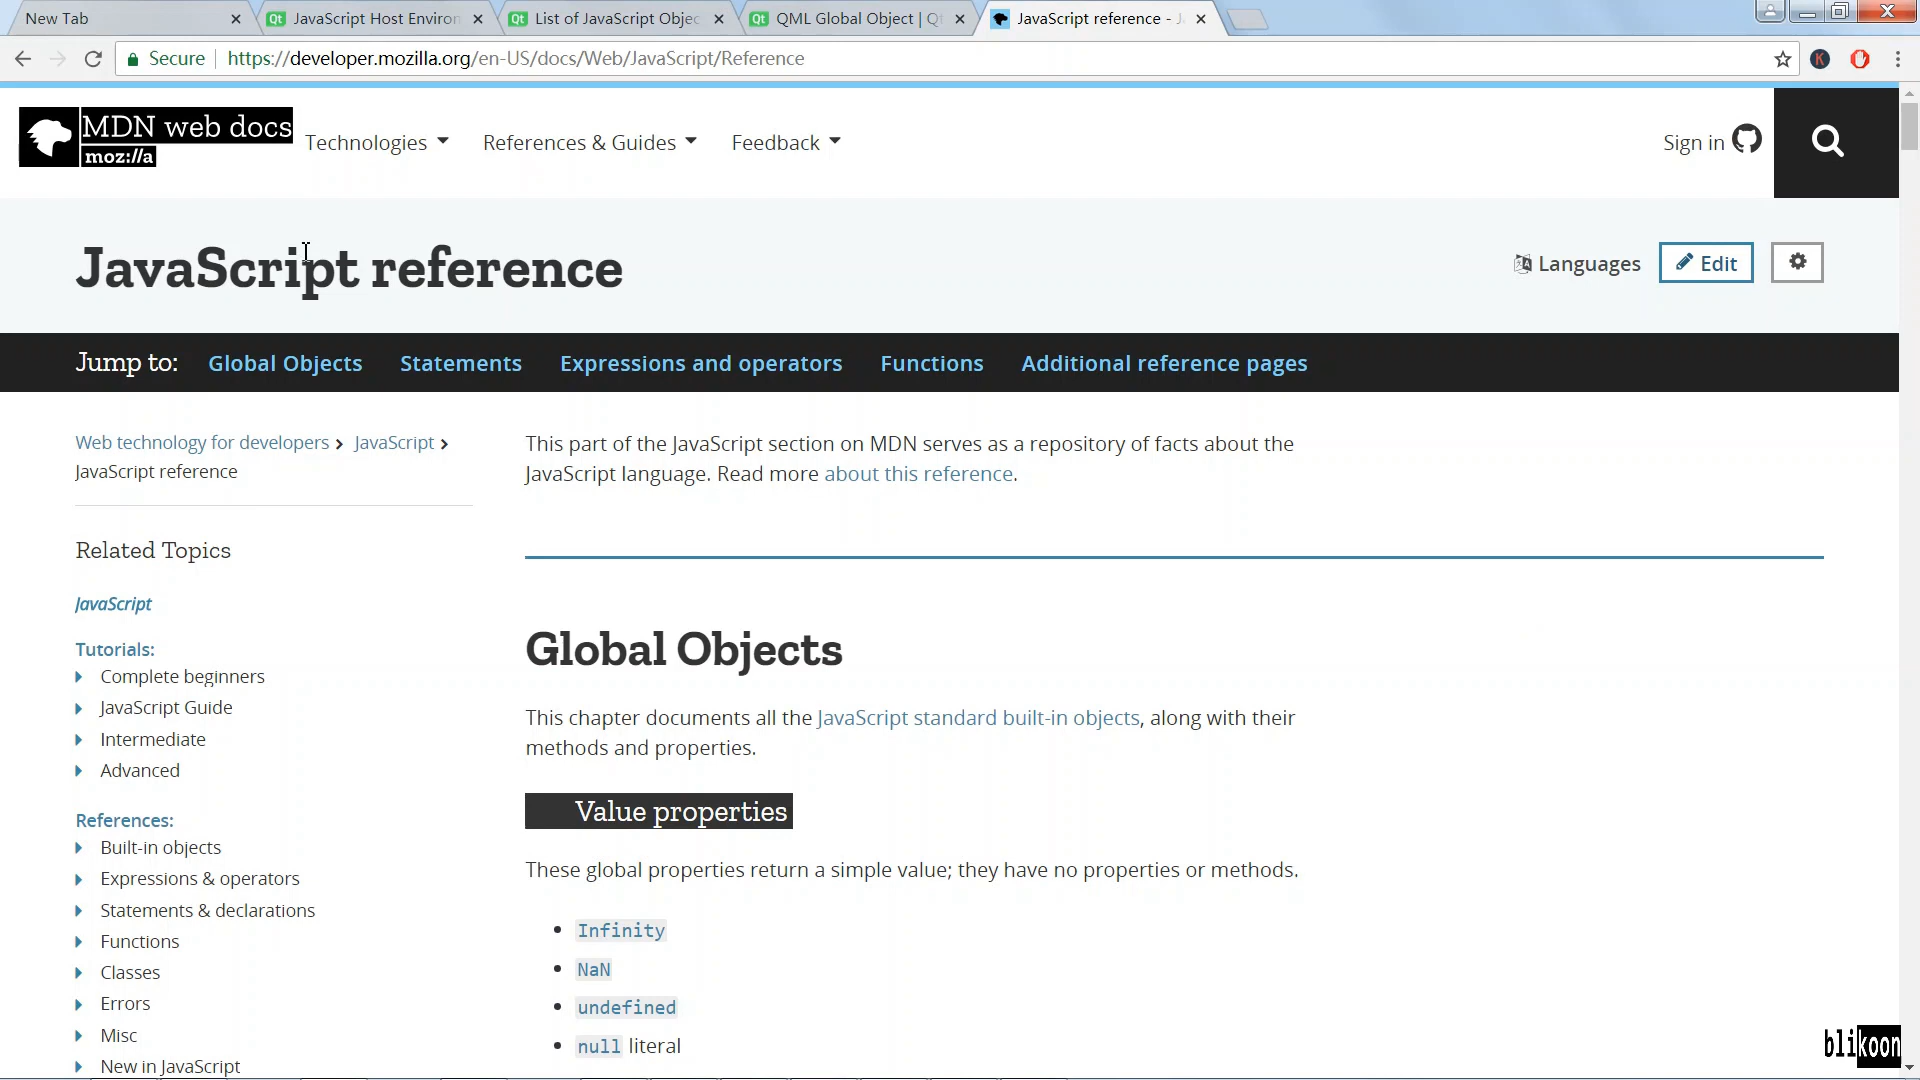 New Tab
JavaScript Host Environ
List of JavaScript Objec
QML Global Object | Qt
JavaScript reference - J
Secure
https://developer.mozilla.org/en-US/docs/Web/JavaScript/Reference
K
MDN web docs
moz://a
Technologies
References & Guides
Feedback
Sign in
JavaScript reference
Languages
Edit
Jump to: Global Objects Statements Expressions and operators Functions Additional reference pages
Web technology for developers › JavaScript ›
JavaScript reference
Related Topics
JavaScript
Tutorials:
Complete beginners
JavaScript Guide
Intermediate
Advanced
References:
Built-in objects
Expressions & operators
Statements & declarations
Functions
Classes
Errors
Misc
New in JavaScript
This part of the JavaScript section on MDN serves as a repository of facts about the
JavaScript language. Read more about this reference.
Global Objects
This chapter documents all the JavaScript standard built-in objects, along with their
methods and properties.
Value properties
These global properties return a simple value; they have no properties or methods.
• Infinity
• NaN
• undefined
• null literal
blikoon